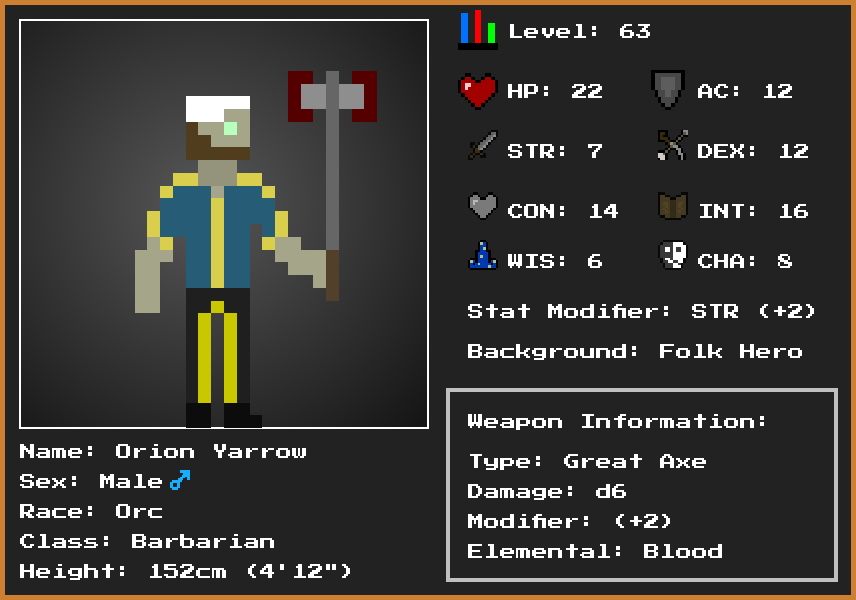 Level: 63
HP: 22
AC: 12
STR: 7
DEX: 12
CON: 14
INT: 16
WIS: 6
CHA: 8
Stat Modifier: STR (+2)
Background: Folk Hero
Weapon Information:
Type: Great Axe
Damage: d6
Modifier: (+2)
Elemental: Blood
Name: Orion Yarrow
Sex: Male♂
Race: Orc
Class: Barbarian
Height: 152cm (4'12")